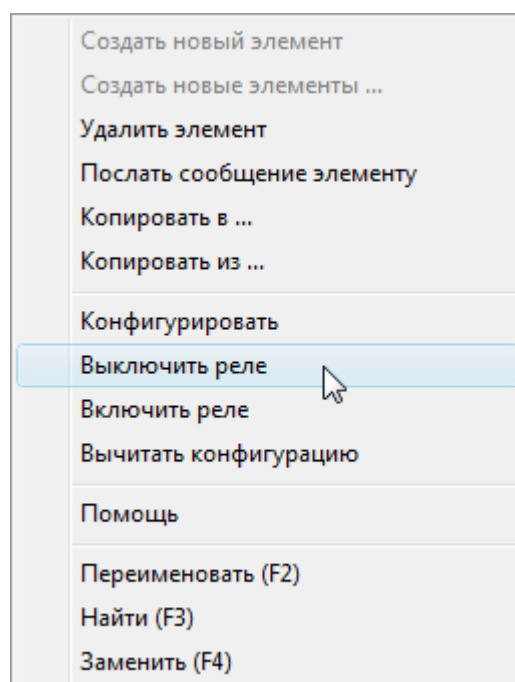 Создать новый элемент
Создать новые элементы ...
Удалить элемент
Послать сообщение элементу
Копировать в ...
Копировать из ...
Конфигурировать
Выключить реле
Включить реле
Вычитать конфигурацию
Помощь
Переименовать (F2)
Найти (F3)
Заменить (F4)